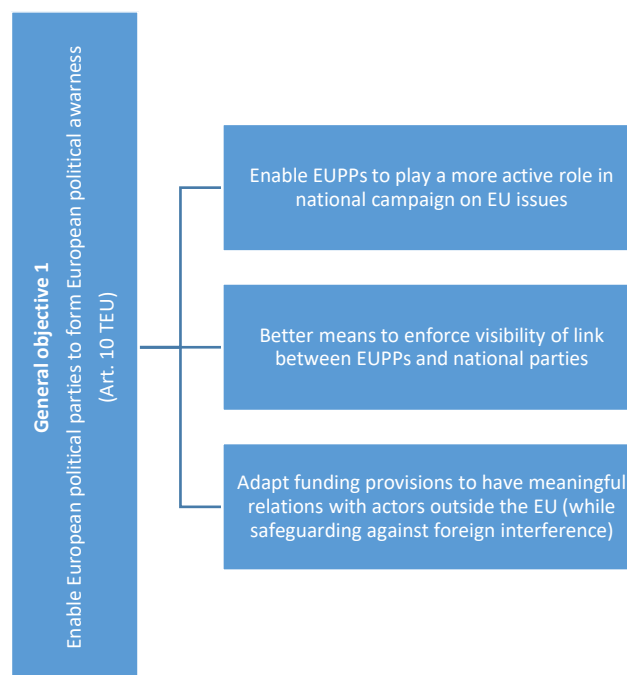 General objective 1
Enable European political parties to form European political awarness
(Art. 10 TEU)
Enable EUPPs to play a more active role in
national campaign on EU issues
Better means to enforce visibility of link
between EUPPs and national parties
Adapt funding provisions to have meaningful
relations with actors outside the EU (while
safeguarding against foreign interference)